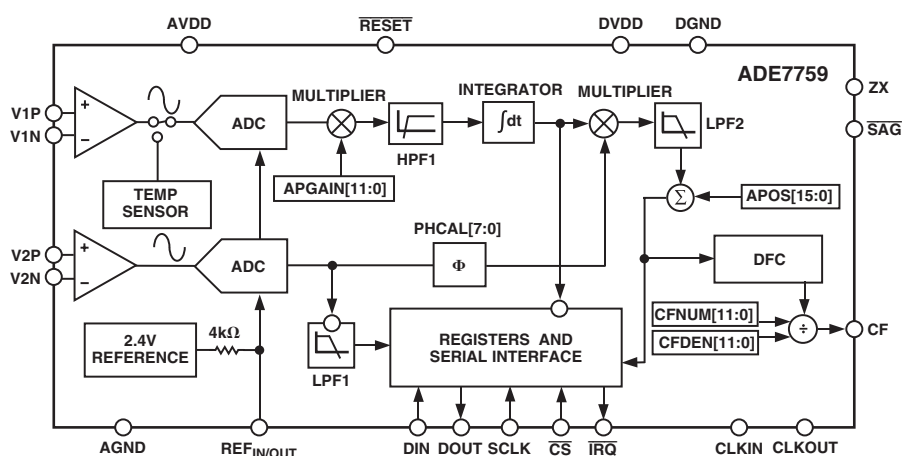 AVDD
RESET
DVDD
DGND
ADE7759
V1P
V1N
+
−
ADC
MULTIPLIER
HPF1
INTEGRATOR
∫dt
MULTIPLIER
LPF2
ZX
SAG
TEMP
SENSOR
APGAIN[11:0]
Σ
APOS[15:0]
V2P
V2N
+
−
ADC
PHCAL[7:0]
Φ
DFC
2.4V
REFERENCE
4kΩ
LPF1
REGISTERS AND
SERIAL INTERFACE
CFNUM[11:0]
CFDEN[11:0]
÷
CF
AGND
REFIN/OUT
DIN
DOUT
SCLK
CS
IRQ
CLKIN
CLKOUT